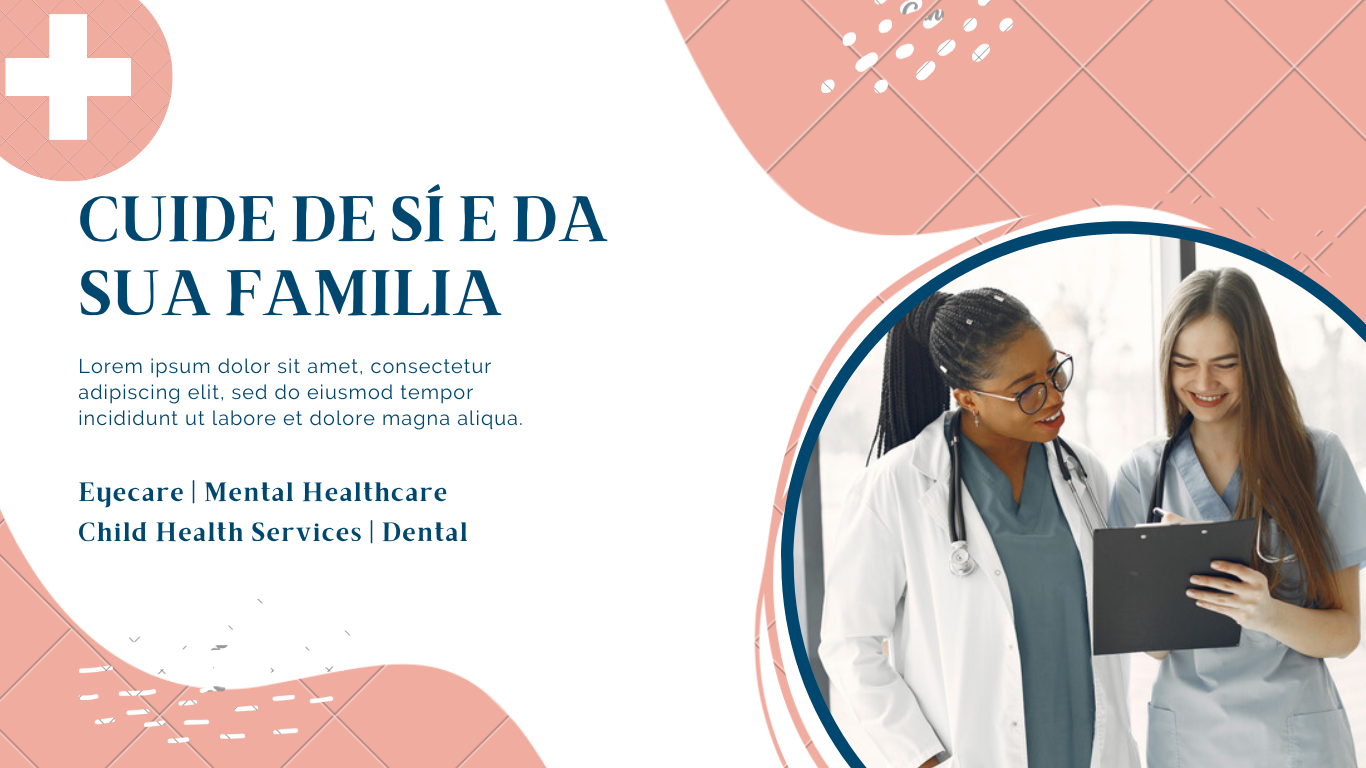 CUIDE DE SÍ E DA
SUA FAMILIA
Lorem ipsum dolor sit amet, consectetur
adipiscing elit, sed do eiusmod tempor
incididunt ut labore et dolore magna aliqua.
Eyecare | Mental Healthcare
Child Health Services | Dental